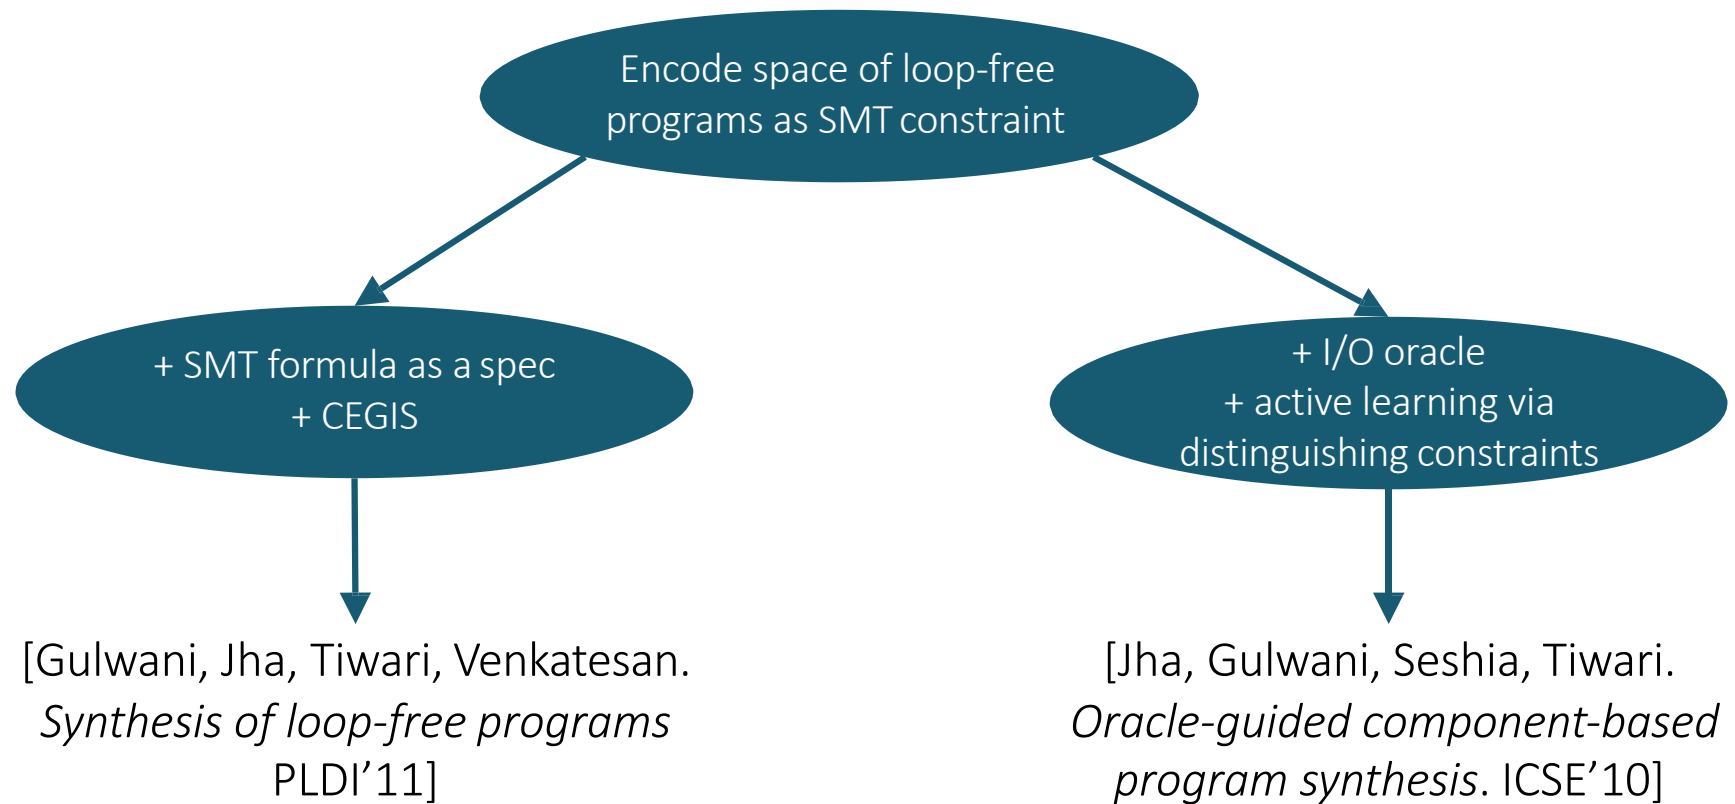 Encode space of loop-free
programs as SMT constraint
+ SMT formula as a spec
+ CEGIS
+ I/O oracle
+ active learning via
distinguishing constraints
[Gulwani, Jha, Tiwari, Venkatesan.
Synthesis of loop-free programs
PLDI’11]
[Jha, Gulwani, Seshia, Tiwari.
Oracle-guided component-based
program synthesis. ICSE’10]